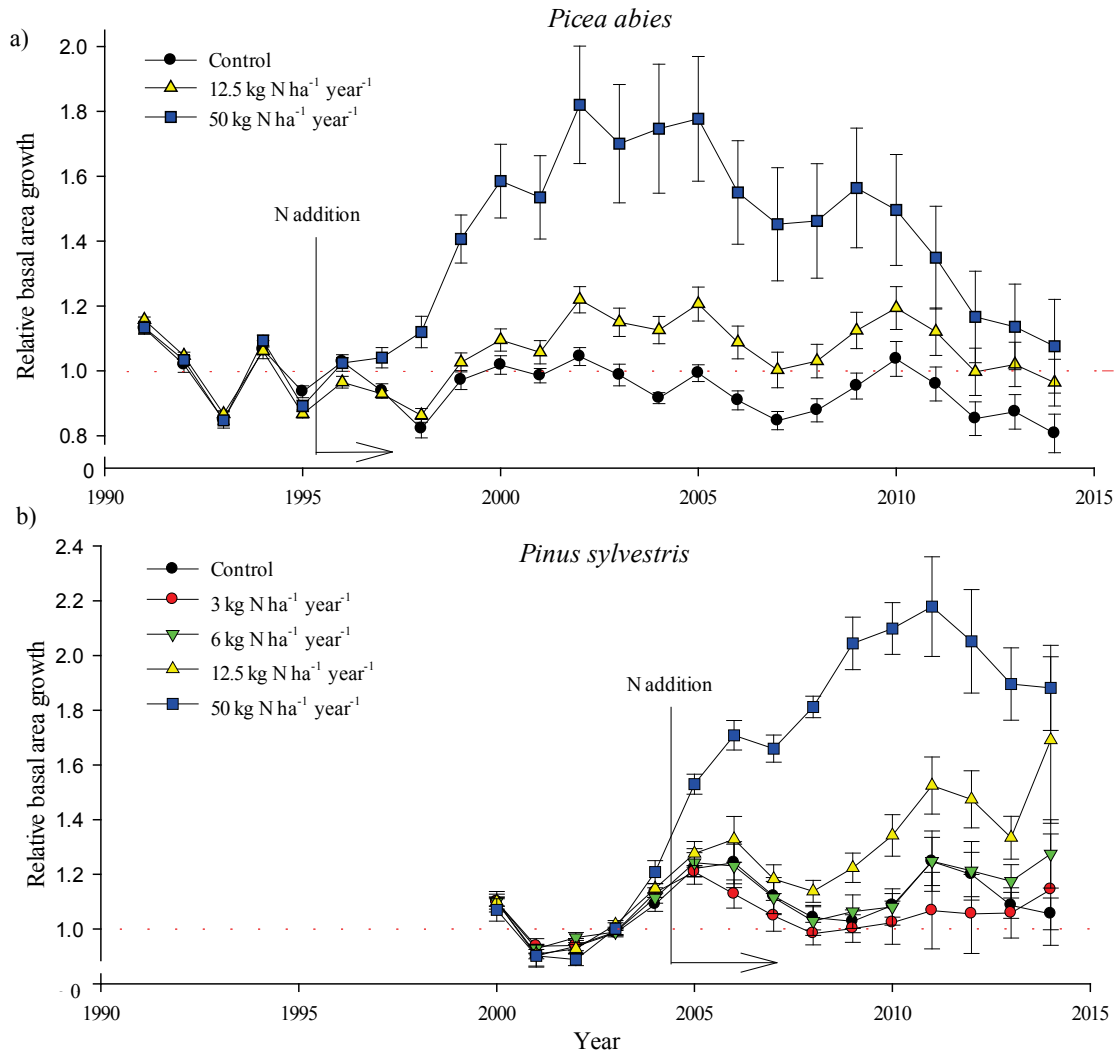 Picea abies
a)
2.0
1.8
1.6
1.4
1.2
1.0
0.8
0
Relative basal area growth
Control
12.5 kg N ha⁻¹ year⁻¹
50 kg N ha⁻¹ year⁻¹
N addition
1990 1995 2000 2005 2010 2015
b)
Pinus sylvestris
2.4
2.2
2.0
1.8
1.6
1.4
1.2
1.0
0
Relative basal area growth
Control
3 kg N ha⁻¹ year⁻¹
6 kg N ha⁻¹ year⁻¹
12.5 kg N ha⁻¹ year⁻¹
50 kg N ha⁻¹ year⁻¹
N addition
1990 1995 2000 2005 2010 2015
Year